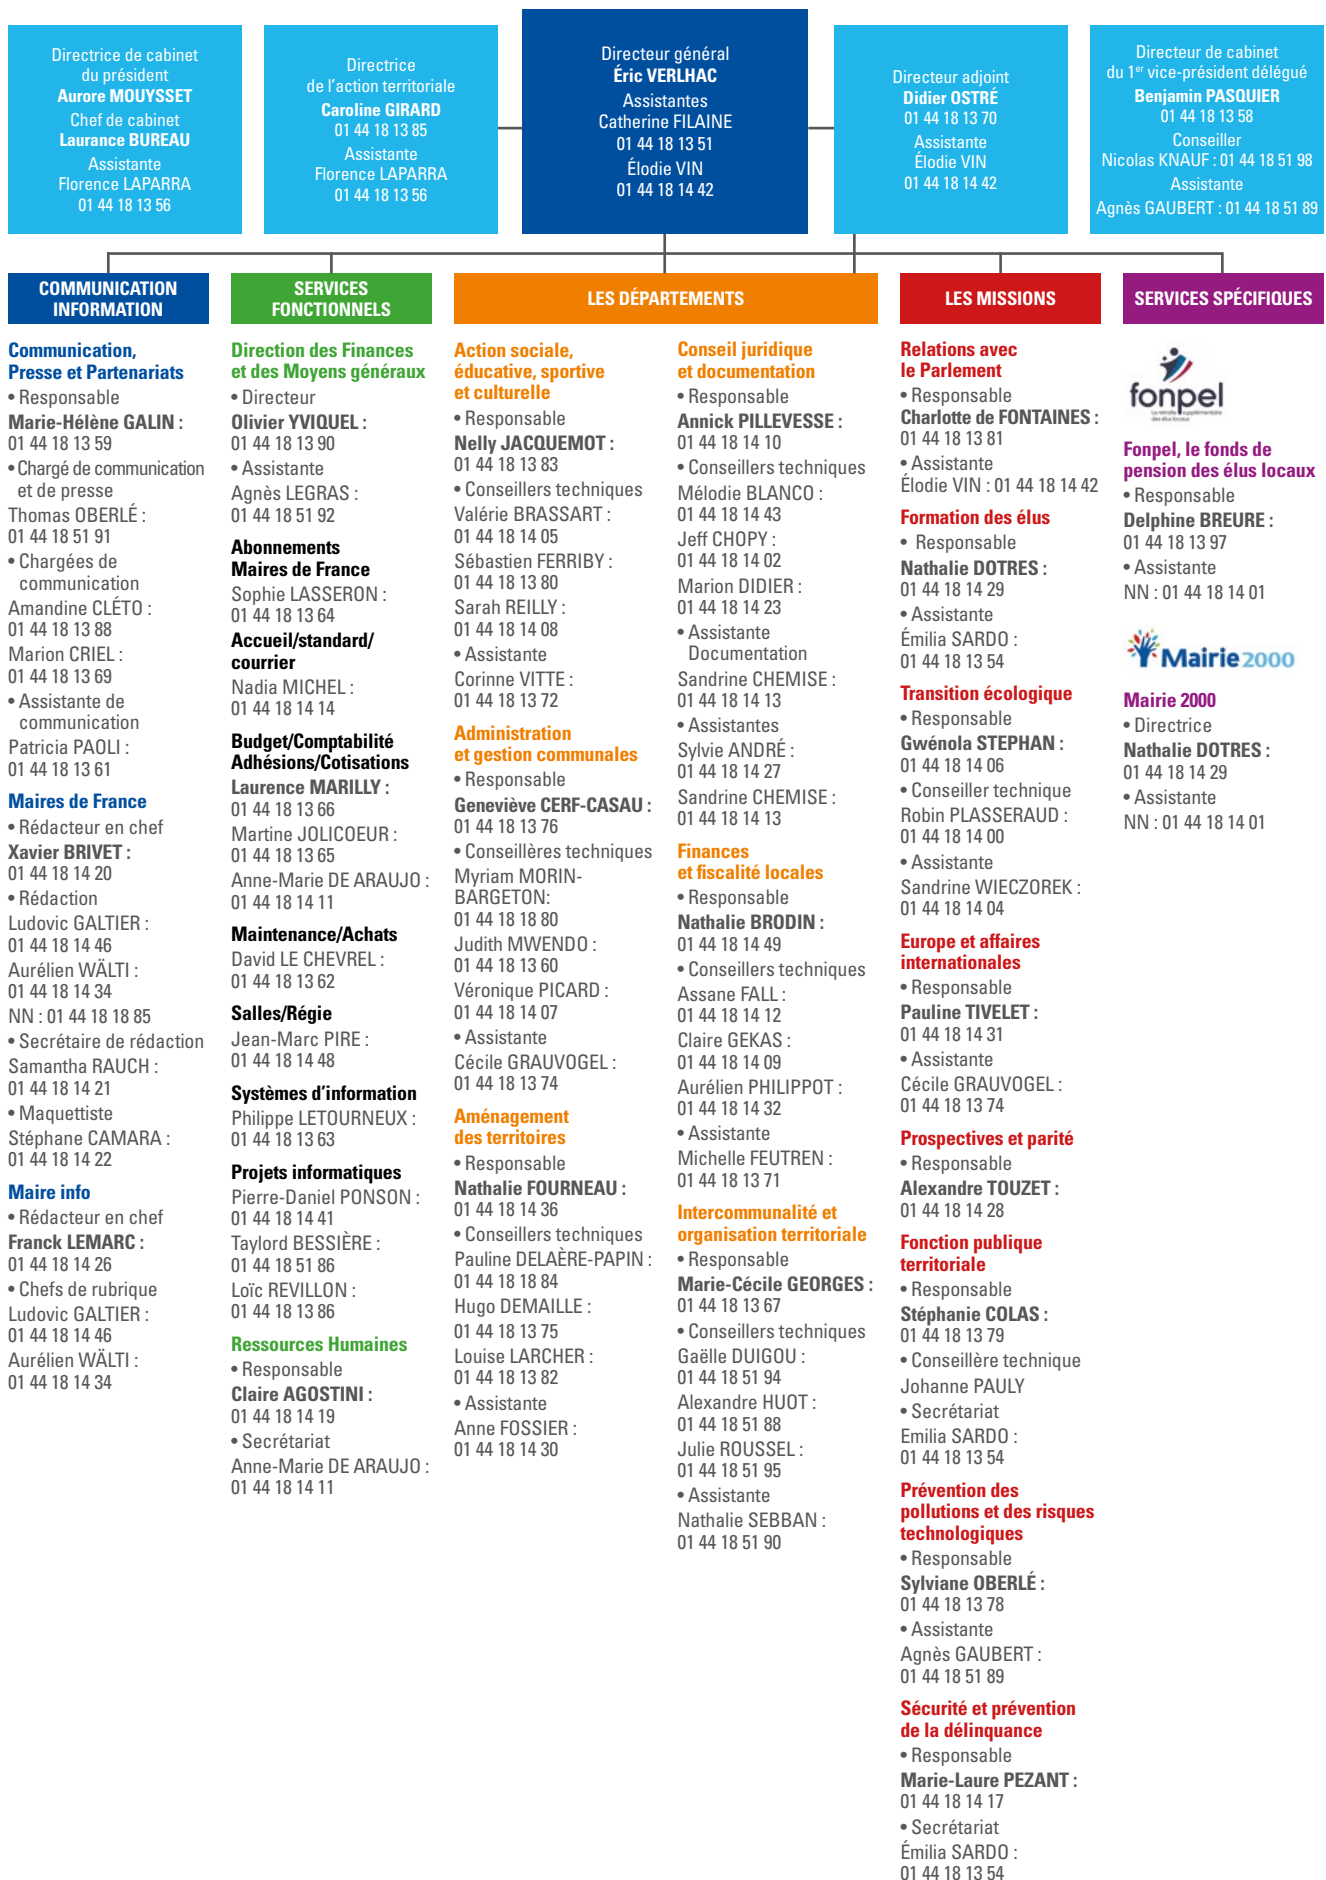 Directrice de cabinet
du président
Aurore MOUYSSET
Chef de cabinet
Laurance BUREAU
Assistante
Florence LAPARRA
01 44 18 13 56
Directrice
de l'action territoriale
Caroline GIRARD
01 44 18 13 85
Assistante
Florence LAPARRA
01 44 18 13 56
Directeur général
Éric VERLHAC
Assistantes
Catherine FILAINE
01 44 18 13 51
Élodie VIN
01 44 18 14 42
Directeur adjoint
Didier OSTRÉ
01 44 18 13 70
Assistante
Élodie VIN
01 44 18 14 42
Directeur de cabinet
du 1er vice-président délégué
Benjamin PASQUIER
01 44 18 13 58
Conseiller
Nicolas KNAUF : 01 44 18 51 98
Assistante
Agnès GAUBERT : 01 44 18 51 89
COMMUNICATION
INFORMATION
Communication,
Presse et Partenariats
• Responsable
Marie-Hélène GALIN :
01 44 18 13 59
• Chargé de communication
et de presse
Thomas OBERLÉ :
01 44 18 51 91
• Chargées de
communication
Amandine CLÉTO :
01 44 18 13 88
Marion CRIEL :
01 44 18 13 69
• Assistante de
communication
Patricia PAOLI :
01 44 18 13 61
Maires de France
• Rédacteur en chef
Xavier BRIVET :
01 44 18 14 20
• Rédaction
Ludovic GALTIER :
01 44 18 14 46
Aurélien WÄLTI :
01 44 18 14 34
NN : 01 44 18 18 85
• Secrétaire de rédaction
Samantha RAUCH :
01 44 18 14 21
• Maquettiste
Stéphane CAMARA :
01 44 18 14 22
Maire info
• Rédacteur en chef
Franck LEMARC :
01 44 18 14 26
• Chefs de rubrique
Ludovic GALTIER :
01 44 18 14 46
Aurélien WÄLTI :
01 44 18 14 34
SERVICES
FONCTIONNELS
Direction des Finances
et des Moyens généraux
• Directeur
Olivier YVIQUEL :
01 44 18 13 90
• Assistante
Agnès LEGRAS :
01 44 18 51 92
Abonnements
Maires de France
Sophie LASSERON :
01 44 18 13 64
Accueil/standard/
courrier
Nadia MICHEL :
01 44 18 14 14
Budget/Comptabilité
Adhésions/Cotisations
Laurence MARILLY :
01 44 18 13 66
Martine JOLICOEUR :
01 44 18 13 65
Anne-Marie DE ARAUJO :
01 44 18 14 11
Maintenance/Achats
David LE CHEVREL :
01 44 18 13 62
Salles/Régie
Jean-Marc PIRE :
01 44 18 14 48
Systèmes d'information
Philippe LETOURNEUX :
01 44 18 13 63
Projets informatiques
Pierre-Daniel PONSON :
01 44 18 14 41
Taylord BESSIÈRE :
01 44 18 51 86
Loïc REVILLON :
01 44 18 13 86
Ressources Humaines
• Responsable
Claire AGOSTINI :
01 44 18 14 19
• Secrétariat
Anne-Marie DE ARAUJO :
01 44 18 14 11
LES DÉPARTEMENTS
Action sociale,
éducative, sportive
et culturelle
• Responsable
Nelly JACQUEMOT :
01 44 18 13 83
• Conseillers techniques
Valérie BRASSART :
01 44 18 14 05
Sébastien FERRIBY :
01 44 18 13 80
Sarah REILLY :
01 44 18 14 08
• Assistante
Corinne VITTE :
01 44 18 13 72
Administration
et gestion communales
• Responsable
Geneviève CERF-CASAU :
01 44 18 13 76
• Conseillères techniques
Myriam MORIN-
BARGETON:
01 44 18 18 80
Judith MWENDO :
01 44 18 13 60
Véronique PICARD :
01 44 18 14 07
• Assistante
Cécile GRAUVOGEL :
01 44 18 13 74
Aménagement
des territoires
• Responsable
Nathalie FOURNEAU :
01 44 18 14 36
• Conseillers techniques
Pauline DELAÈRE-PAPIN :
01 44 18 18 84
Hugo DEMAILLE :
01 44 18 13 75
Louise LARCHER :
01 44 18 13 82
• Assistante
Anne FOSSIER :
01 44 18 14 30
Conseil juridique
et documentation
• Responsable
Annick PILLEVESSE :
01 44 18 14 10
• Conseillers techniques
Mélodie BLANCO :
01 44 18 14 43
Jeff CHOPY :
01 44 18 14 02
Marion DIDIER :
01 44 18 14 23
• Assistante
Documentation
Sandrine CHEMISE :
01 44 18 14 13
• Assistantes
Sylvie ANDRÉ :
01 44 18 14 27
Sandrine CHEMISE :
01 44 18 14 13
Finances
et fiscalité locales
• Responsable
Nathalie BRODIN :
01 44 18 14 49
• Conseillers techniques
Assane FALL :
01 44 18 14 12
Claire GEKAS :
01 44 18 14 09
Aurélien PHILIPPOT :
01 44 18 14 32
• Assistante
Michelle FEUTREN :
01 44 18 13 71
Intercommunalité et
organisation territoriale
• Responsable
Marie-Cécile GEORGES :
01 44 18 13 67
• Conseillers techniques
Gaëlle DUIGOU :
01 44 18 51 94
Alexandre HUOT :
01 44 18 51 88
Julie ROUSSEL :
01 44 18 51 95
• Assistante
Nathalie SEBBAN :
01 44 18 51 90
LES MISSIONS
Relations avec
le Parlement
• Responsable
Charlotte de FONTAINES :
01 44 18 13 81
• Assistante
Élodie VIN : 01 44 18 14 42
Formation des élus
• Responsable
Nathalie DOTRES :
01 44 18 14 29
• Assistante
Émilia SARDO :
01 44 18 13 54
Transition écologique
• Responsable
Gwénola STEPHAN :
01 44 18 14 06
• Conseiller technique
Robin PLASSERAUD :
01 44 18 14 00
• Assistante
Sandrine WIECZOREK :
01 44 18 14 04
Europe et affaires
internationales
• Responsable
Pauline TIVELET :
01 44 18 14 31
• Assistante
Cécile GRAUVOGEL :
01 44 18 13 74
Prospectives et parité
• Responsable
Alexandre TOUZET :
01 44 18 14 28
Fonction publique
territoriale
• Responsable
Stéphanie COLAS :
01 44 18 13 79
• Conseillère technique
Johanne PAULY
• Secrétariat
Emilia SARDO :
01 44 18 13 54
Prévention des
pollutions et des risques
technologiques
• Responsable
Sylviane OBERLÉ :
01 44 18 13 78
• Assistante
Agnès GAUBERT :
01 44 18 51 89
Sécurité et prévention
de la délinquance
• Responsable
Marie-Laure PEZANT :
01 44 18 14 17
• Secrétariat
Émilia SARDO :
01 44 18 13 54
SERVICES SPÉCIFIQUES
fonpel
La retraite supplémentaire
des élus locaux
Fonpel, le fonds de
pension des élus locaux
• Responsable
Delphine BREURE :
01 44 18 13 97
• Assistante
NN : 01 44 18 14 01
Mairie2000
Mairie 2000
• Directrice
Nathalie DOTRES :
01 44 18 14 29
• Assistante
NN : 01 44 18 14 01